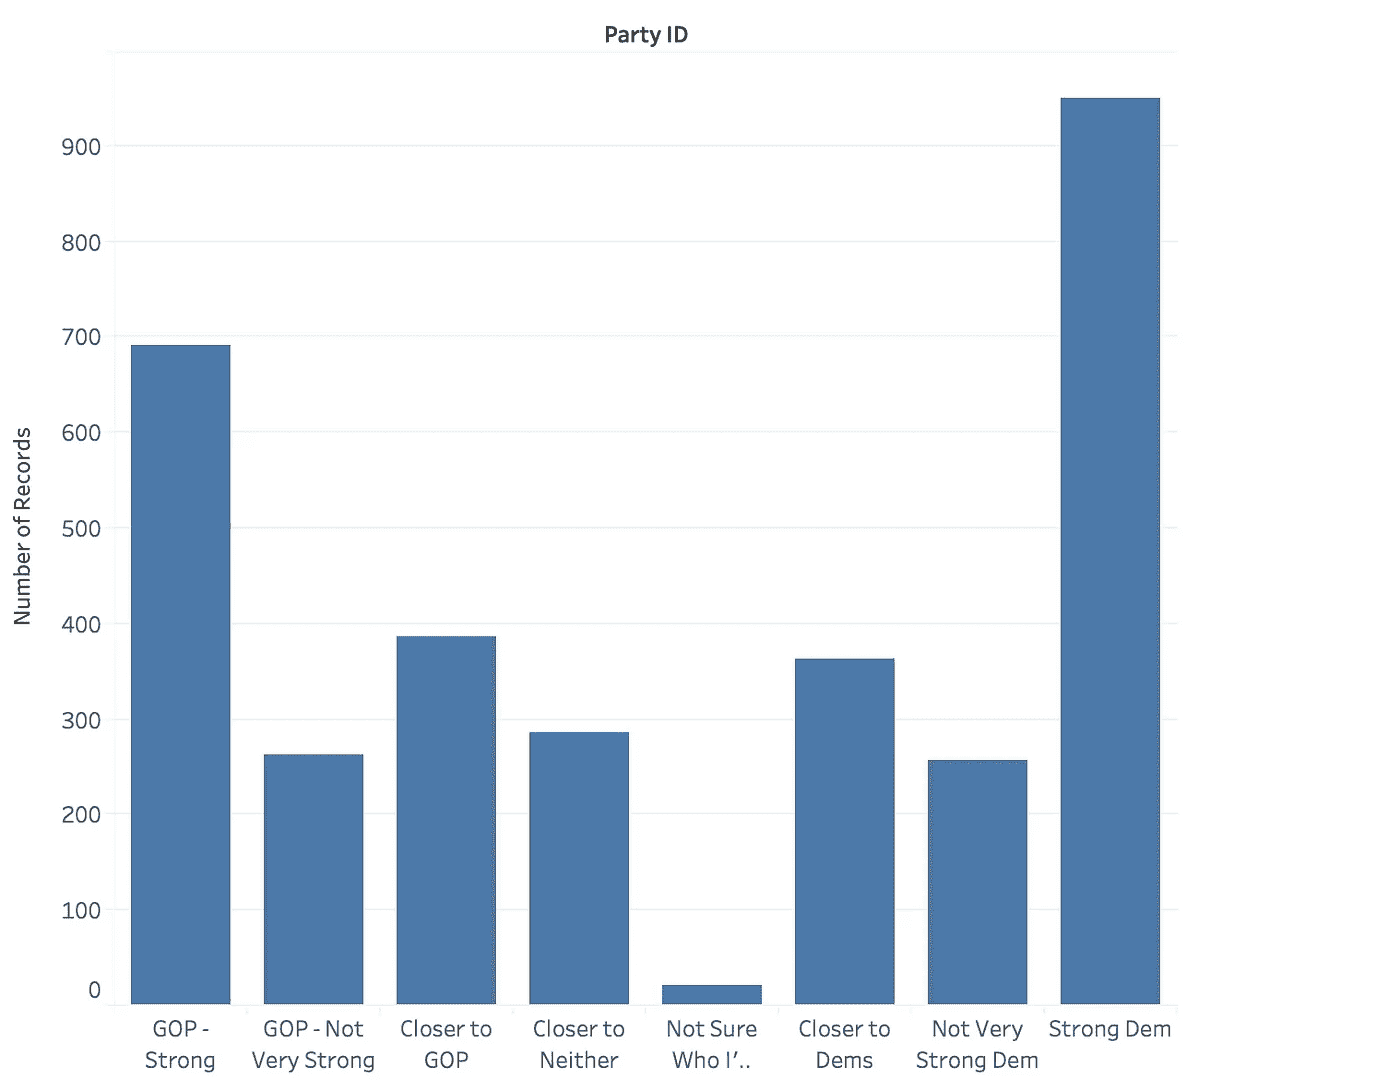 Party ID
Number of Records
900
800
700
600
500
400
300
200
100
0
GOP -
Strong
GOP - Not
Very Strong
Closer to
GOP
Closer to
Neither
Not Sure
Who I’..
Closer to
Dems
Not Very
Strong Dem
Strong Dem